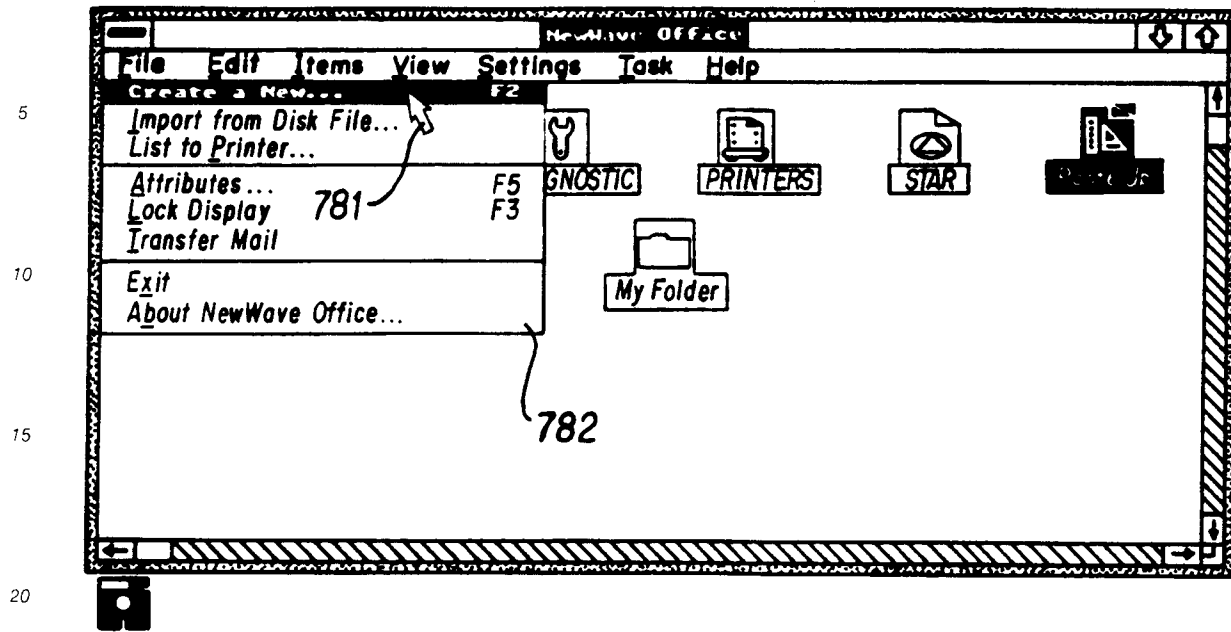 NewWave Office
File Edit Items View Settings Task Help
Create a New... F2
5
Import from Disk File...
List to Printer...
Attributes... F5
GNOSTIC PRINTERS STAR
781
Lock Display F3
Transfer Mail
10
Exit
My Folder
About NewWave Office...
782
15
20